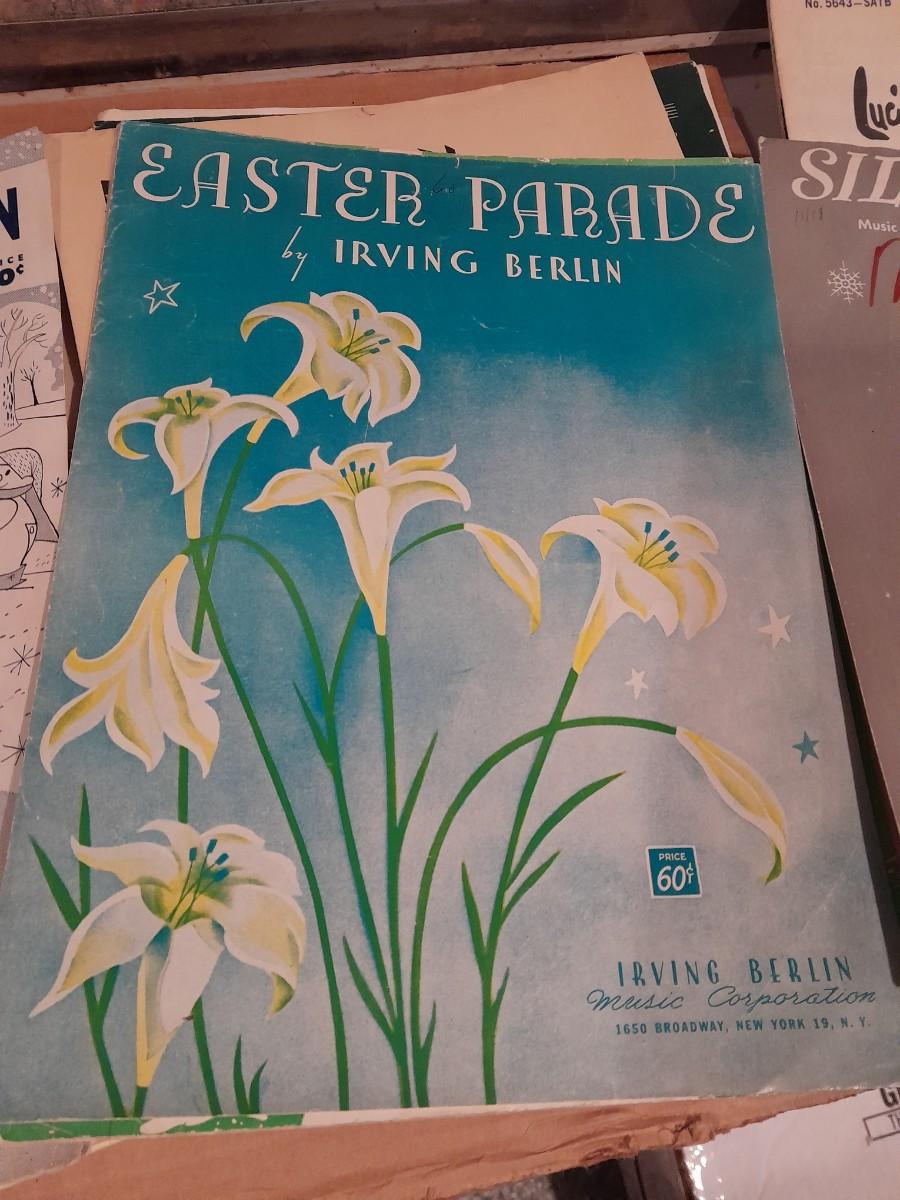 EASTER PARADE
by IRVING BERLIN
PRICE
60¢
IRVING BERLIN
Music Corporation
1650 BROADWAY, NEW YORK 19, N. Y.
No. 5643–SATB
Music